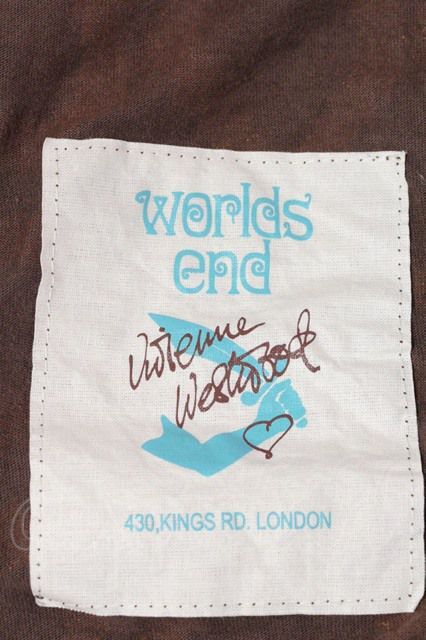 worlds
end
Vivienne
Westwood
430,KINGS RD. LONDON